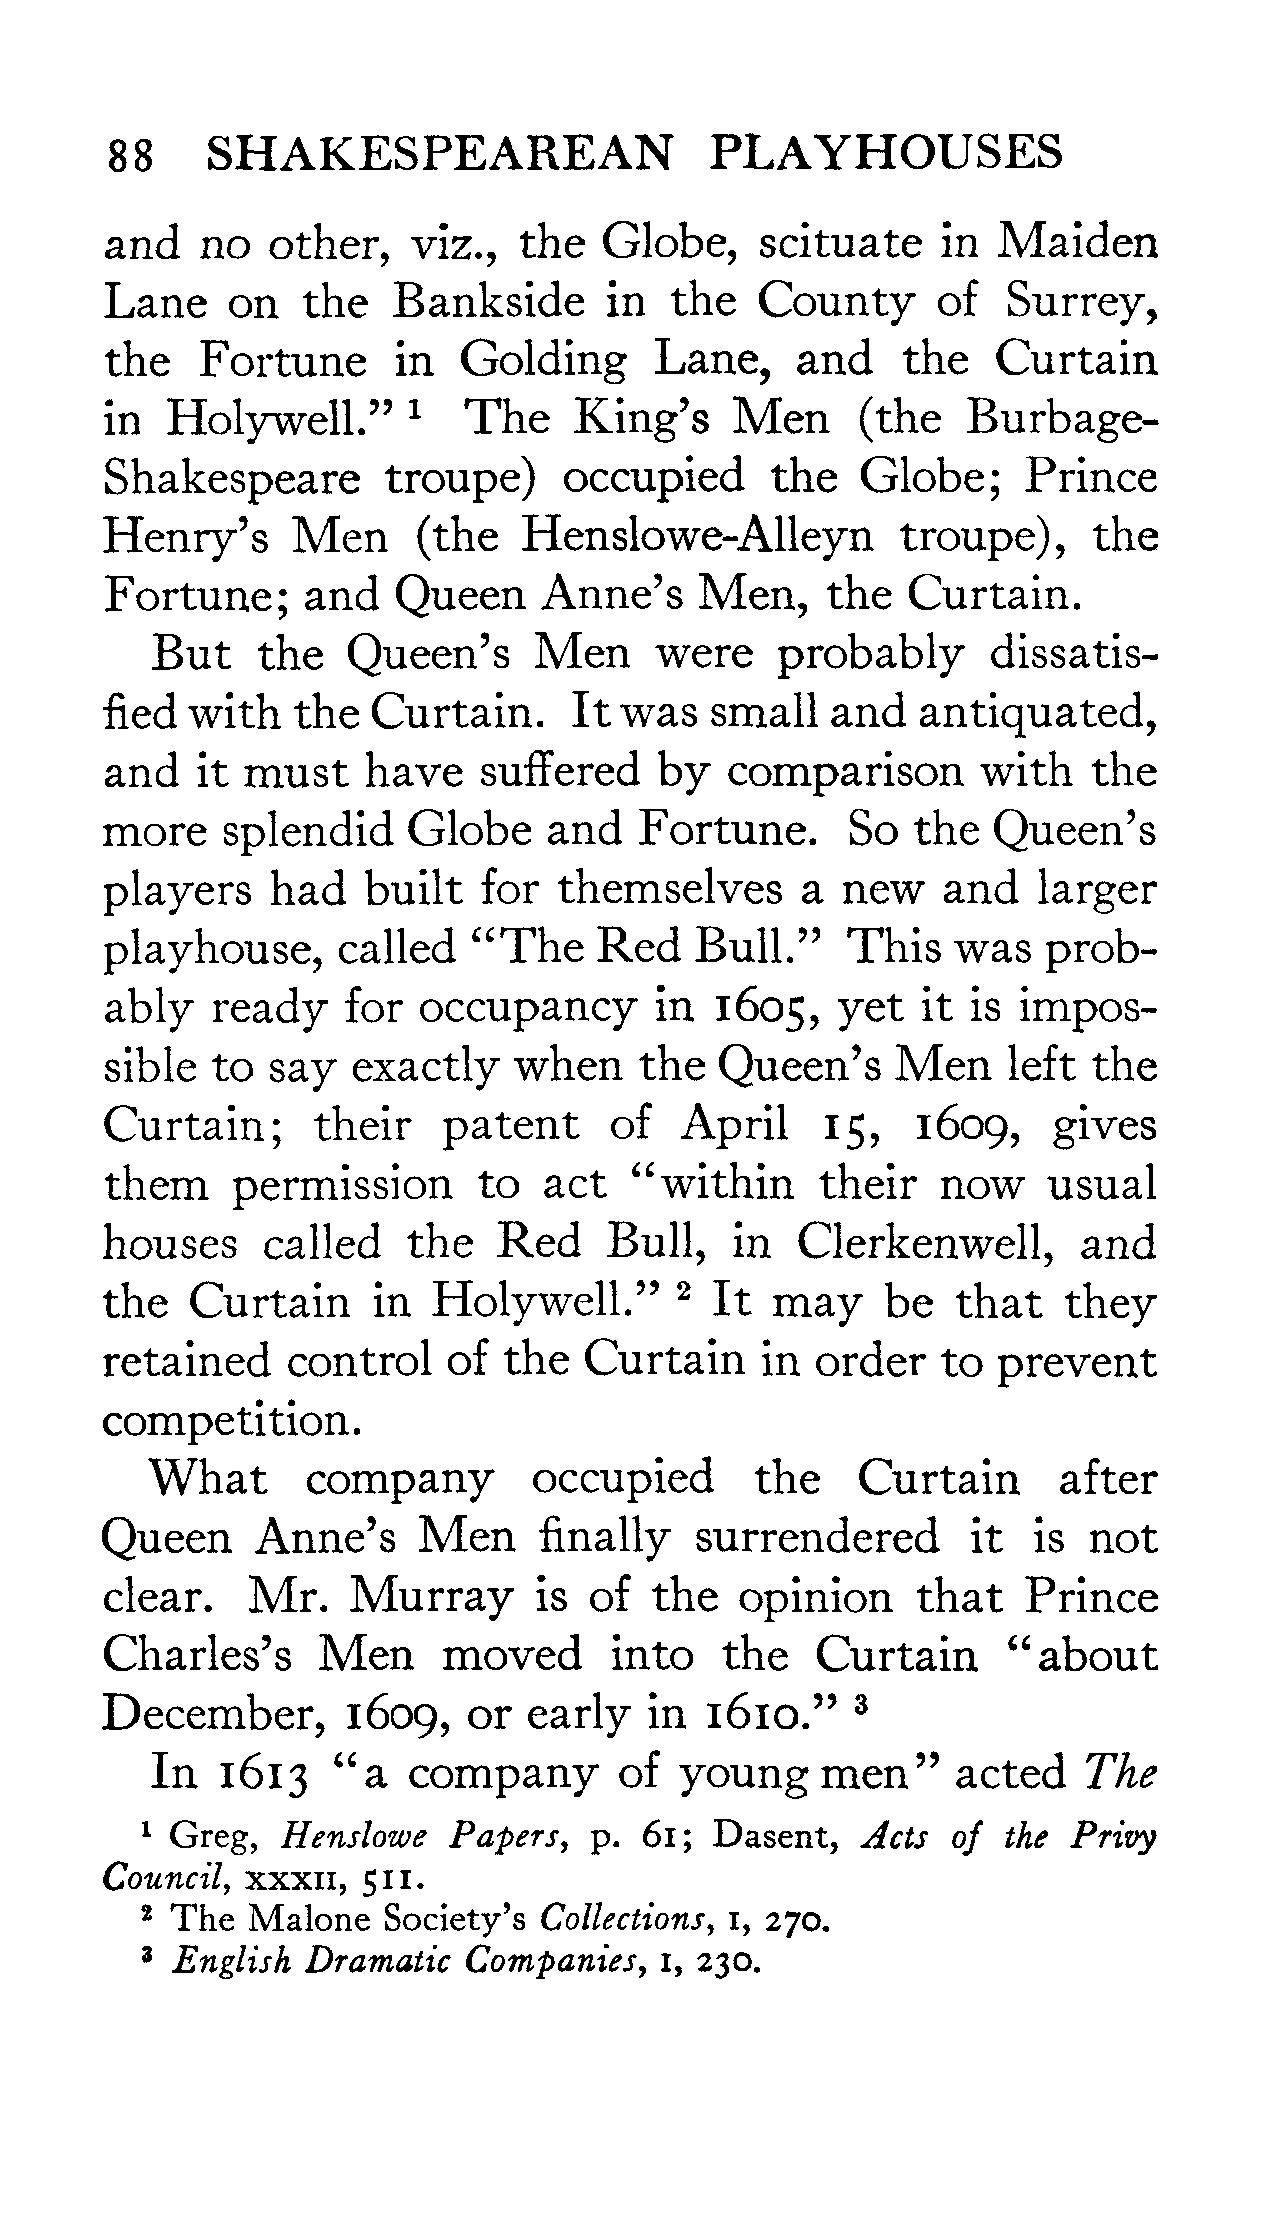 88 SHAKESPEAREAN PLAYHOUSES
and no other, viz., the Globe, scituate in Maiden
Lane on the Bankside in the County of Surrey,
the Fortune in Golding Lane, and the Curtain
in Holywell.” ¹ The King’s Men (the Burbage-
Shakespeare troupe) occupied the Globe; Prince
Henry’s Men (the Henslowe-Alleyn troupe), the
Fortune; and Queen Anne’s Men, the Curtain.
But the Queen’s Men were probably dissatis-
fied with the Curtain. It was small and antiquated,
and it must have suffered by comparison with the
more splendid Globe and Fortune. So the Queen’s
players had built for themselves a new and larger
playhouse, called “The Red Bull.” This was prob-
ably ready for occupancy in 1605, yet it is impos-
sible to say exactly when the Queen’s Men left the
Curtain; their patent of April 15, 1609, gives
them permission to act “within their now usual
houses called the Red Bull, in Clerkenwell, and
the Curtain in Holywell.” ² It may be that they
retained control of the Curtain in order to prevent
competition.
What company occupied the Curtain after
Queen Anne’s Men finally surrendered it is not
clear. Mr. Murray is of the opinion that Prince
Charles’s Men moved into the Curtain “about
December, 1609, or early in 1610.” ³
In 1613 “a company of young men” acted The
¹ Greg, Henslowe Papers, p. 61; Dasent, Acts of the Privy
Council, XXXII, 511.
² The Malone Society’s Collections, I, 270.
³ English Dramatic Companies, I, 230.